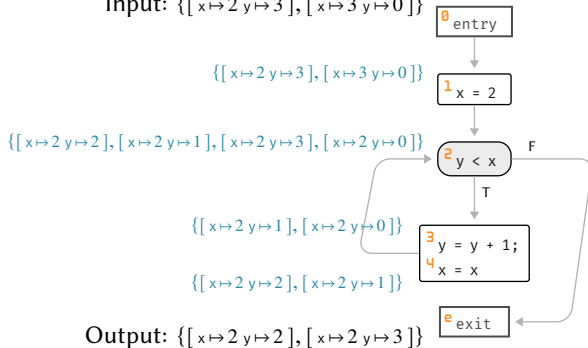 Input: {[x↦2 y↦3],[x↦3 y↦0]}
0 entry
{[x↦2 y↦3],[x↦3 y↦0]}
1 x = 2
{[x↦2 y↦2],[x↦2 y↦1],[x↦2 y↦3],[x↦2 y↦0]}
2 y < x
F
T
{[x↦2 y↦1],[x↦2 y↦0]}
3 y = y + 1;
4 x = x
{[x↦2 y↦2],[x↦2 y↦1]}
e exit
Output: {[x↦2 y↦2],[x↦2 y↦3]}